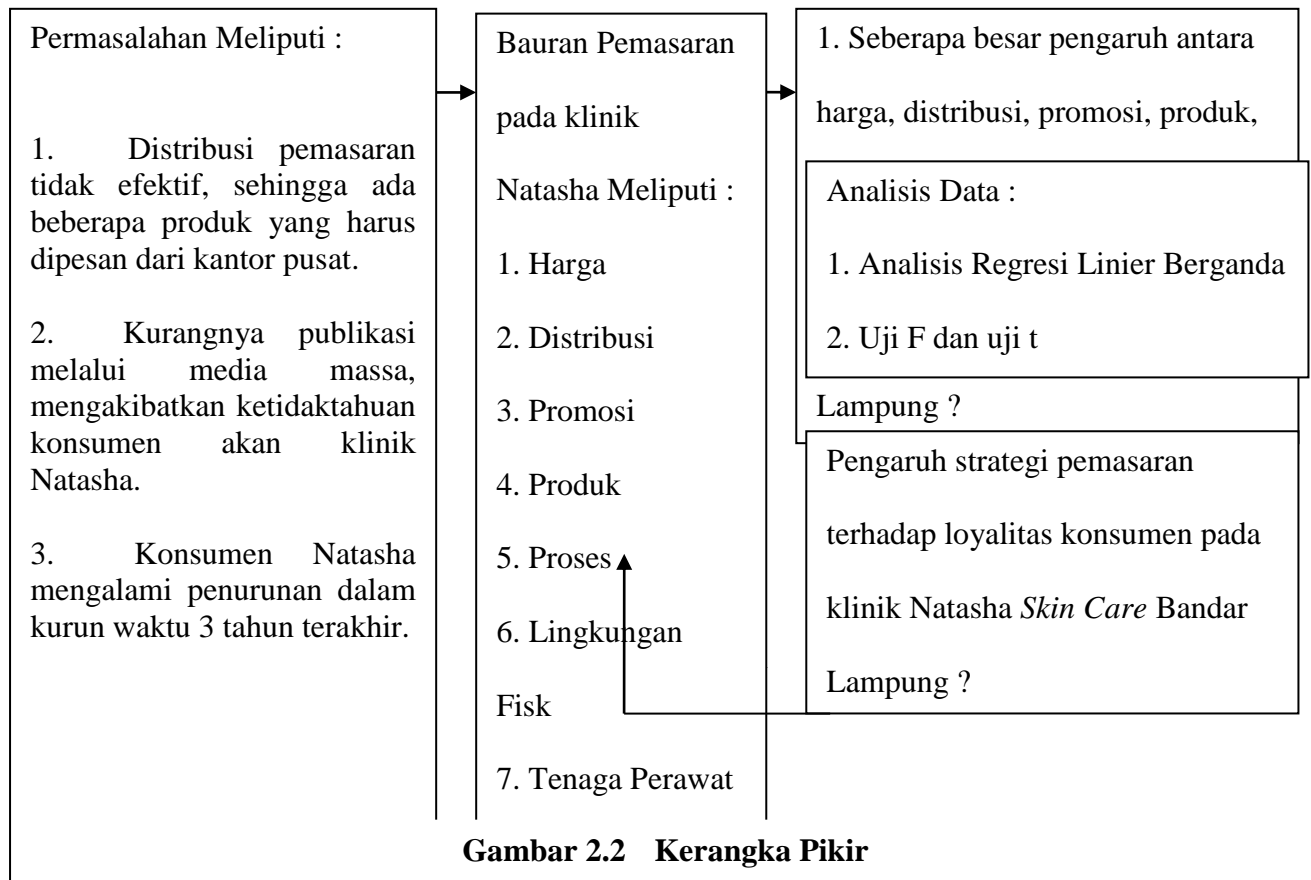 Permasalahan Meliputi :
1. Distribusi pemasaran
tidak efektif, sehingga ada
beberapa produk yang harus
dipesan dari kantor pusat.
2. Kurangnya publikasi
melalui media massa,
mengakibatkan ketidaktahuan
konsumen akan klinik
Natasha.
3. Konsumen Natasha
mengalami penurunan dalam
kurun waktu 3 tahun terakhir.
Bauran Pemasaran
pada klinik
Natasha Meliputi :
1. Harga
2. Distribusi
3. Promosi
4. Produk
5. Proses
6. Lingkungan
Fisk
7. Tenaga Perawat
1. Seberapa besar pengaruh antara
harga, distribusi, promosi, produk,
Analisis Data :
1. Analisis Regresi Linier Berganda
2. Uji F dan uji t
Lampung ?
Pengaruh strategi pemasaran
terhadap loyalitas konsumen pada
klinik Natasha Skin Care Bandar
Lampung ?
Gambar 2.2 Kerangka Pikir